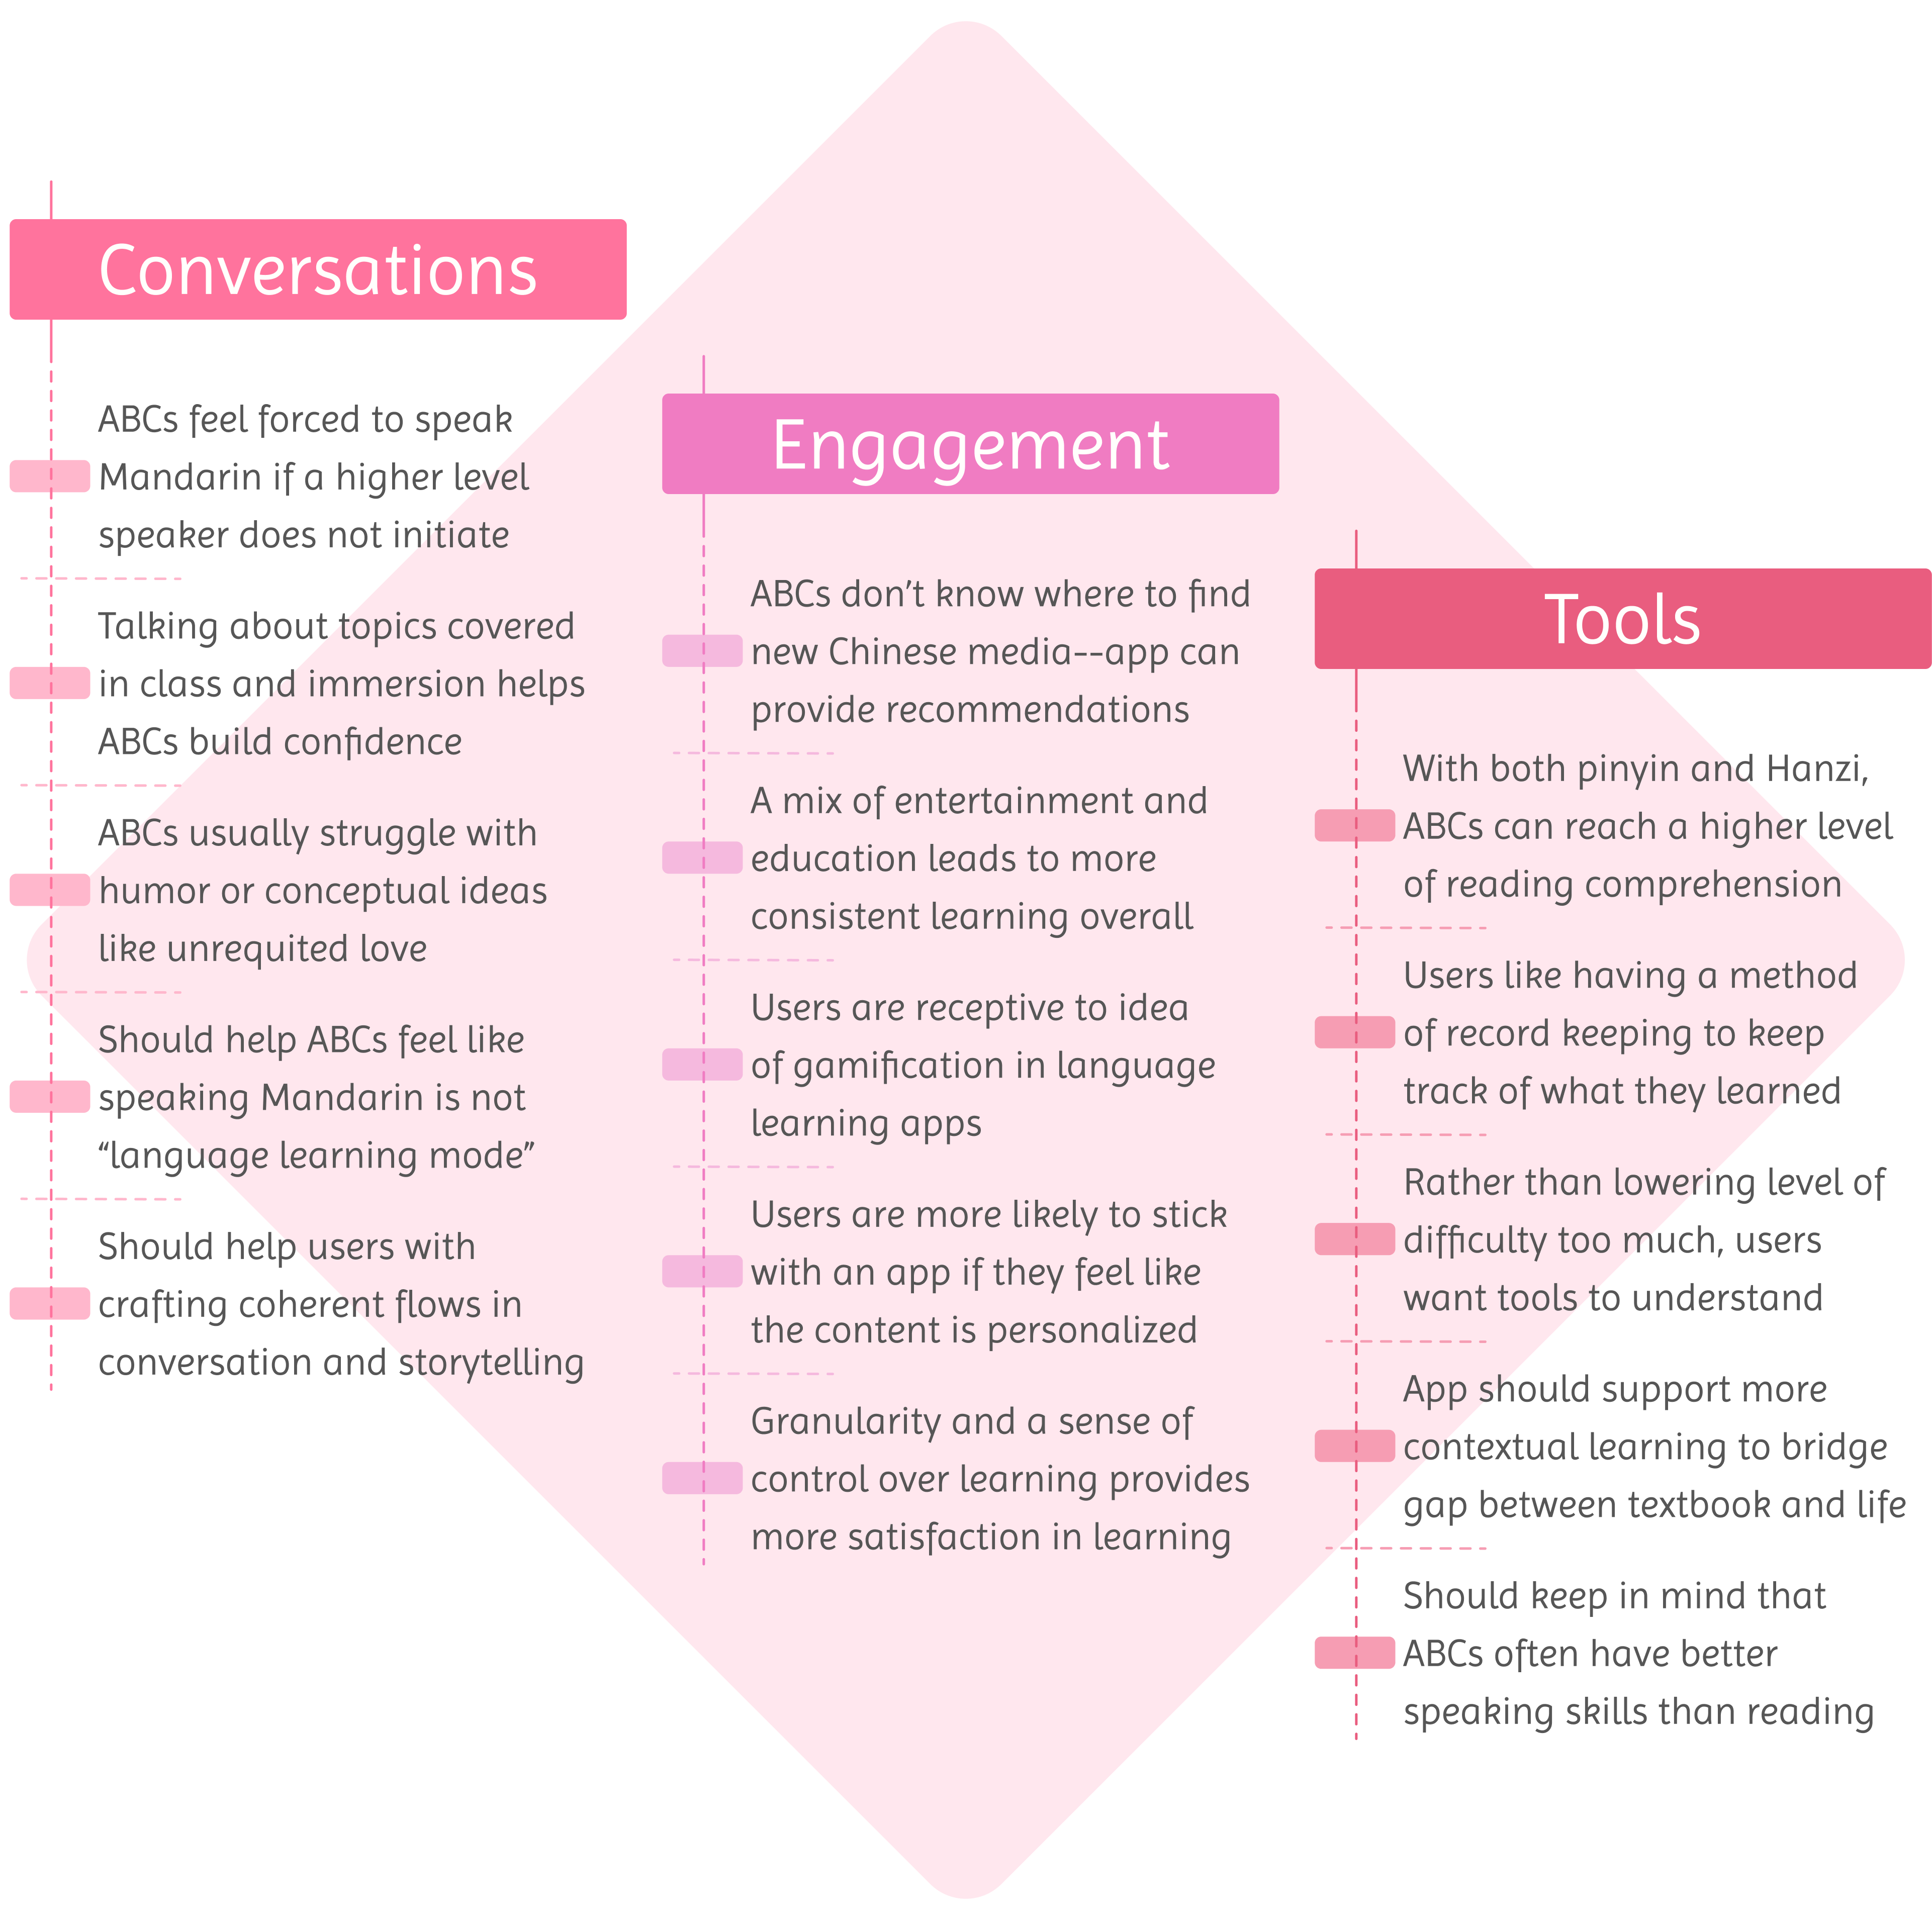 Conversations
ABCs feel forced to speak
Mandarin if a higher level
speaker does not initiate
Talking about topics covered
in class and immersion helps
ABCs build confidence
ABCs usually struggle with
humor or conceptual ideas
like unrequited love
Should help ABCs feel like
speaking Mandarin is not
“language learning mode”
Should help users with
crafting coherent flows in
conversation and storytelling
Engagement
ABCs don’t know where to find
new Chinese media--app can
provide recommendations
A mix of entertainment and
education leads to more
consistent learning overall
Users are receptive to idea
of gamification in language
learning apps
Users are more likely to stick
with an app if they feel like
the content is personalized
Granularity and a sense of
control over learning provides
more satisfaction in learning
Tools
With both pinyin and Hanzi,
ABCs can reach a higher level
of reading comprehension
Users like having a method
of record keeping to keep
track of what they learned
Rather than lowering level of
difficulty too much, users
want tools to understand
App should support more
contextual learning to bridge
gap between textbook and life
Should keep in mind that
ABCs often have better
speaking skills than reading